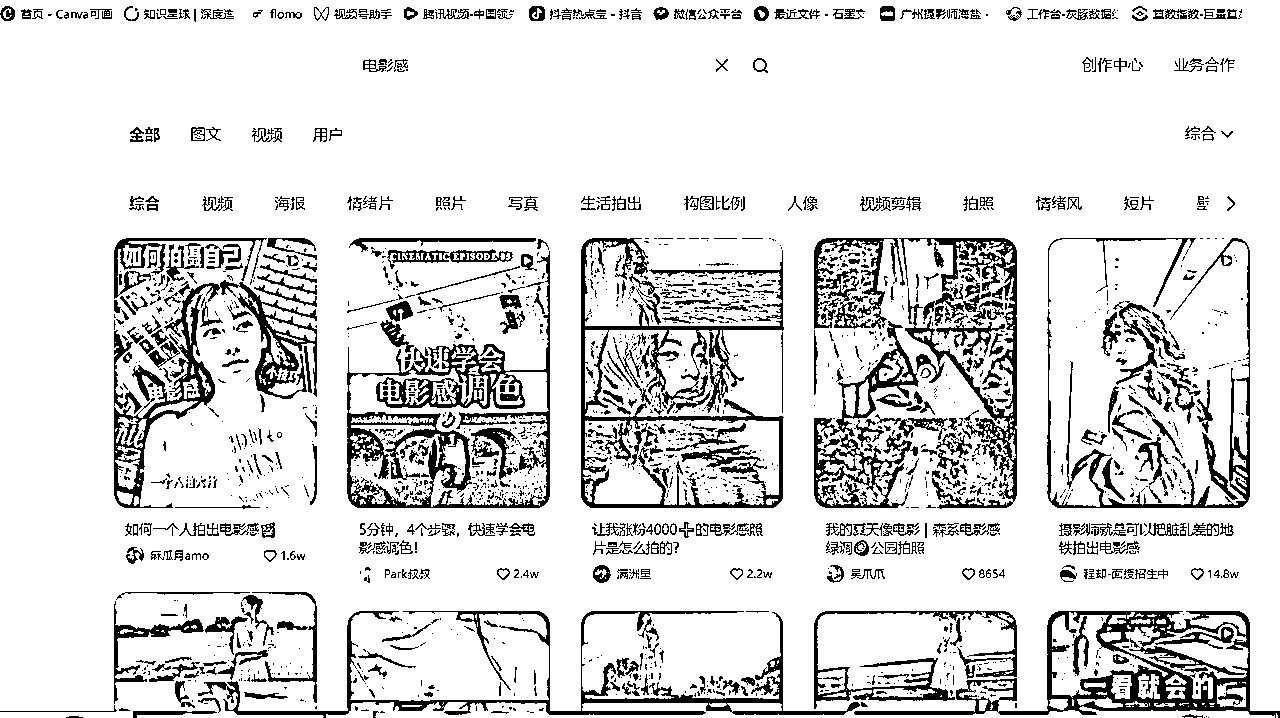 首页 - Canva可画 知识星球 | 深度连 flomo 视频号助手 腾讯视频-中国领先 抖音热点宝 - 抖音 微信公众平台 最近文件 - 石墨文 广州摄影师海盐 - 工作台-灰豚数据 算数指数-巨量算
电影感
创作中心 业务合作
全部 图文 视频 用户
综合
综合 视频 海报 情绪片 照片 写真 生活拍出 构图比例 人像 视频剪辑 拍照 情绪风 短片
如何拍摄自己
电影感
CINEMATIC EPISODE
快速学会
电影感调色
如何一个人拍出电影感
麻瓜月amo
1.6w
5分钟，4个步骤，快速学会电
影感调色！
Park叔叔
2.4w
让我涨粉4000➕的电影感照
片是怎么拍的？
满洲里
2.2w
我的夏天像电影 | 森系电影感
绿调 公园拍照
吴爪爪
8654
摄影师就是可以把脏乱差的地
铁拍出电影感
14.8w
一看就会的